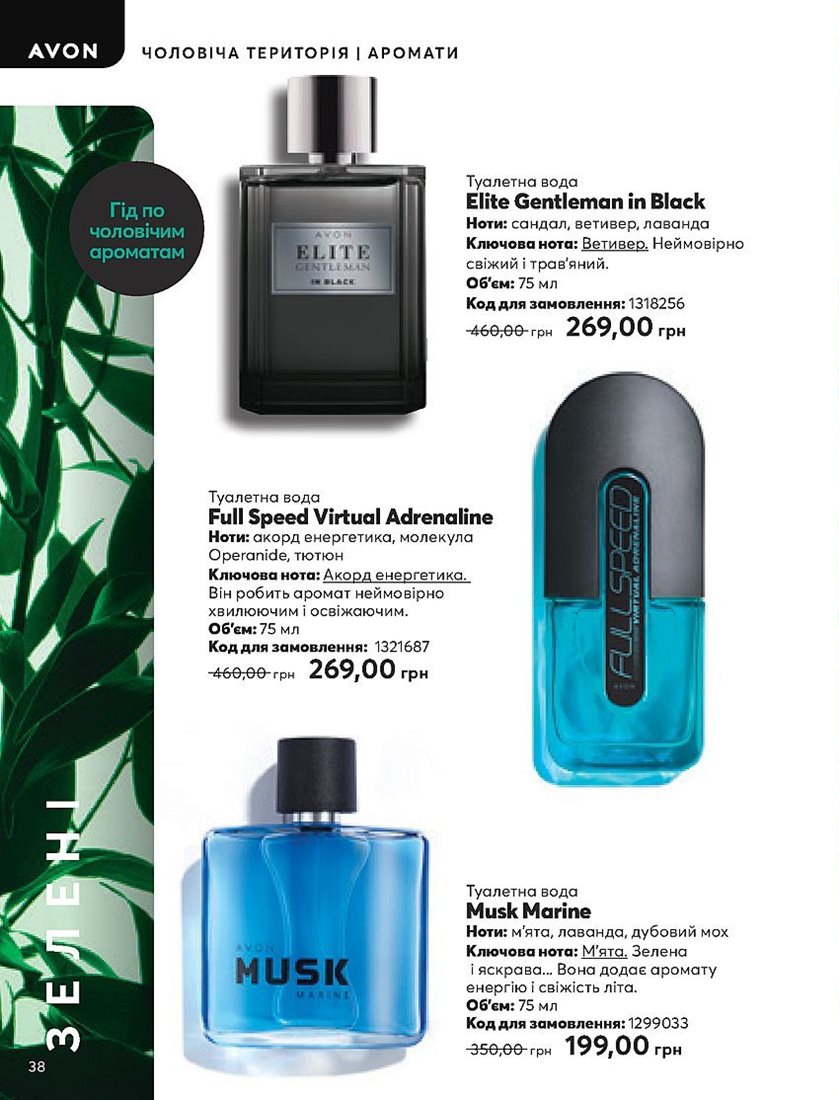 AVON
ЧОЛОВІЧА ТЕРИТОРІЯ | АРОМАТИ
Гід по
чоловічим
ароматам
AVON
ELITE
GENTLEMAN
IN BLACK
Туалетна вода
Elite Gentleman in Black
Ноти: сандал, ветивер, лаванда
Ключова нота: Ветивер. Неймовірно
свіжий і трав'яний.
Об'єм: 75 мл
Код для замовлення: 1318256
460,00 грн 269,00 грн
Туалетна вода
Full Speed Virtual Adrenaline
Ноти: акорд енергетика, молекула
Operanide, тютюн
Ключова нота: Акорд енергетика.
Він робить аромат неймовірно
хвилюючим і освіжаючим.
Об'єм: 75 мл
Код для замовлення: 1321687
460,00 грн 269,00 грн
FULL SPEED
VIRTUAL ADRENALINE
AVON
AVON
MUSK
MARINE
Туалетна вода
Musk Marine
Ноти: м'ята, лаванда, дубовий мох
Ключова нота: М'ята. Зелена
і яскрава... Вона додає аромату
енергію і свіжість літа.
Об'єм: 75 мл
Код для замовлення: 1299033
350,00 грн 199,00 грн
ЗЕЛЕНІ
38